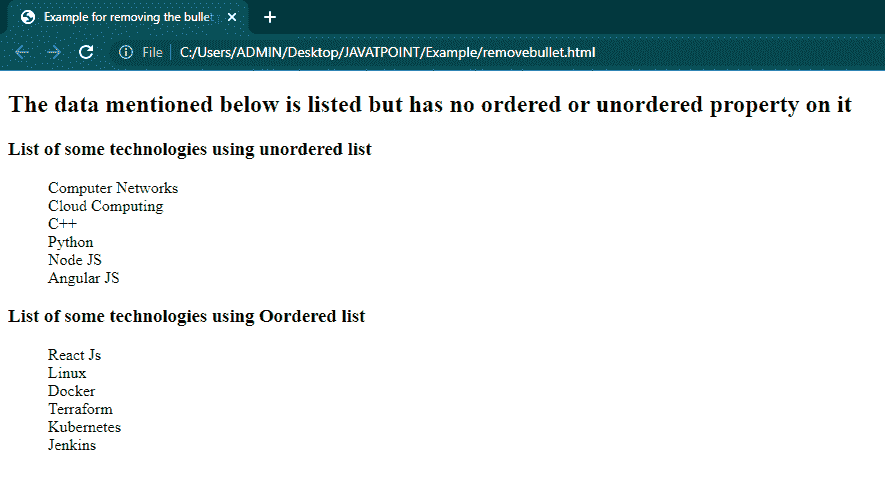 Example for removing the bullet
File C:/Users/ADMIN/Desktop/JAVATPOINT/Example/removebullet.html
The data mentioned below is listed but has no ordered or unordered property on it
List of some technologies using unordered list
Computer Networks
Cloud Computing
C++
Python
Node JS
Angular JS
List of some technologies using Oordered list
React Js
Linux
Docker
Terraform
Kubernetes
Jenkins